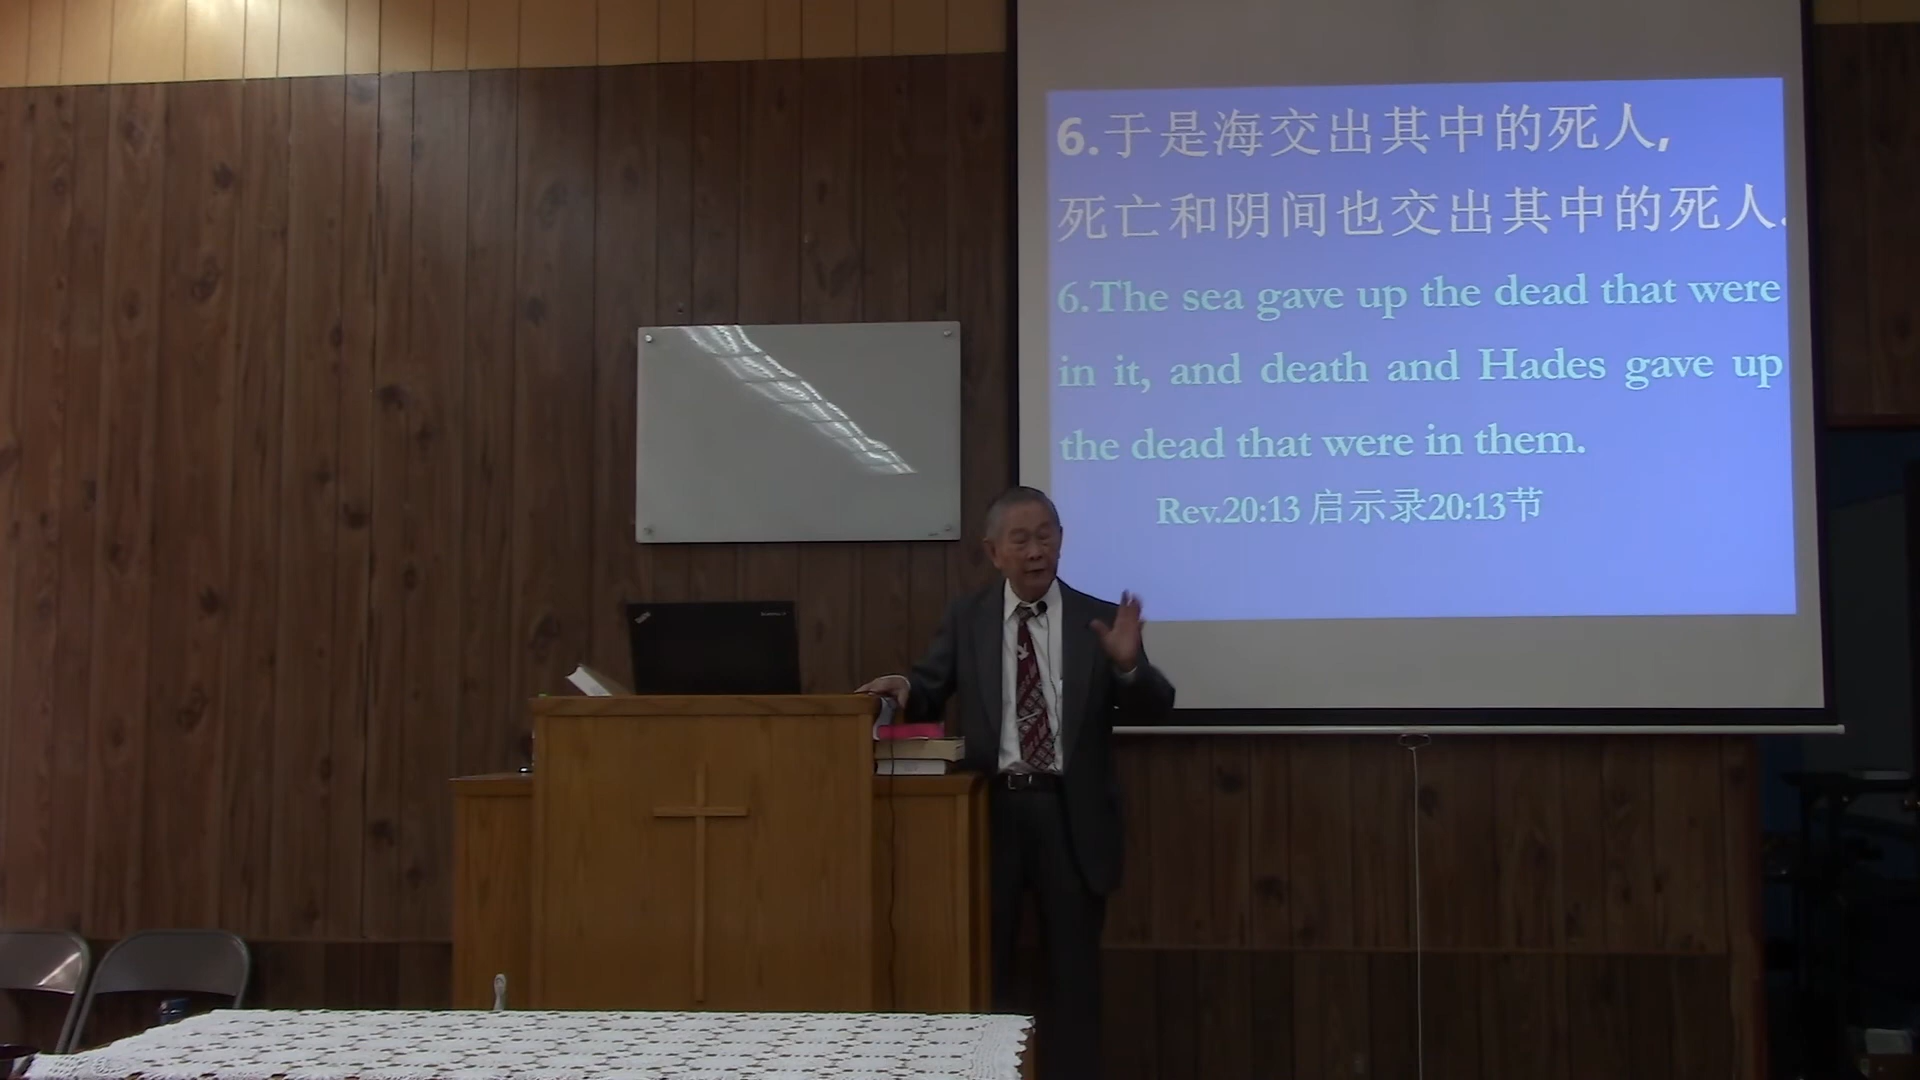 6.于是海交出其中的死人,
死亡和阴间也交出其中的死人.
6.The sea gave up the dead that were
in it, and death and Hades gave up
the dead that were in them.
Rev.20:13 启示录20:13节